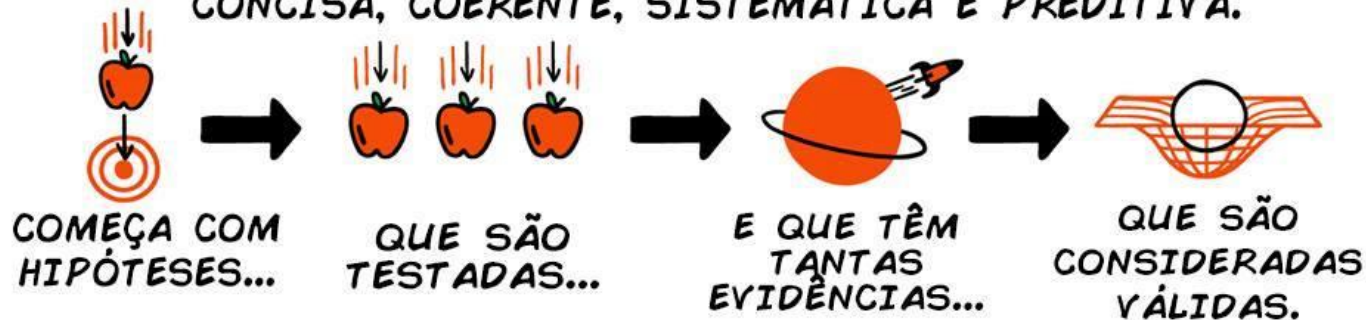 CONCISA, COERENTE, SISTEMÁTICA E PREDITIVA.
COMEÇA COM
HIPÓTESES...
QUE SÃO
TESTADAS...
E QUE TÊM
TANTAS
EVIDÊNCIAS...
QUE SÃO
CONSIDERADAS
VÁLIDAS.